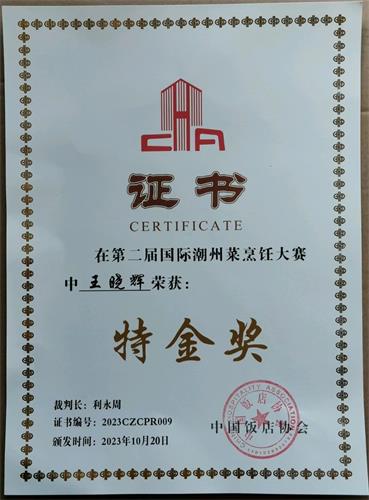 CHA
证书
CERTIFICATE
在第二届国际潮州菜烹饪大赛
中王晓辉荣获：
特金奖
裁判长：利永周
证书编号：2023CZCPR009
中国饭店协会
颁发时间：2023年10月20日